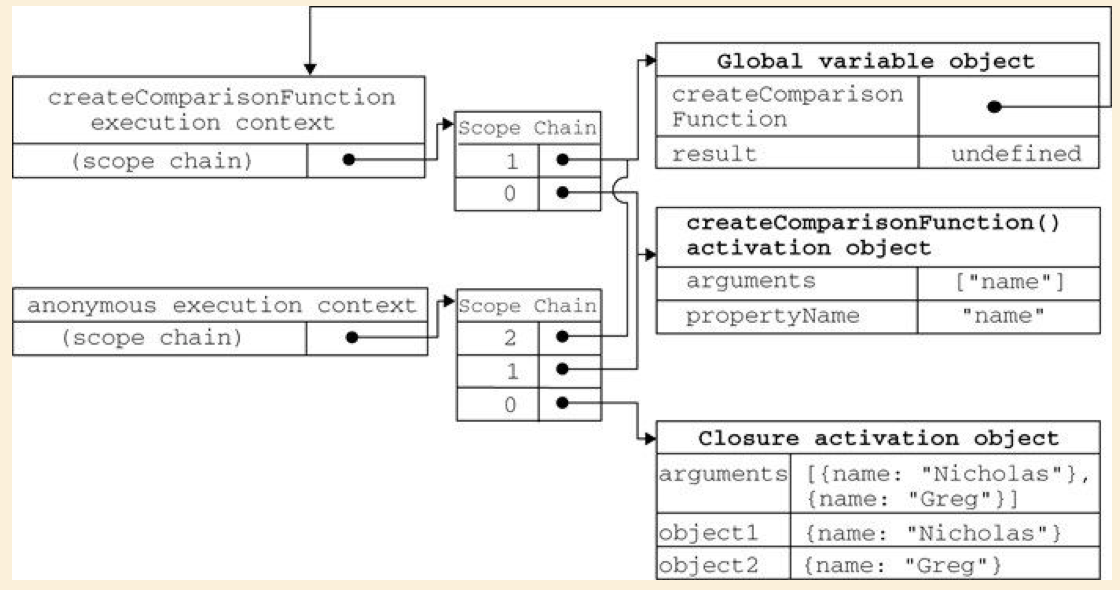 createComparisonFunction
execution context
(scope chain)
Scope Chain
1
0
Global variable object
createComparison
Function
result undefined
createComparisonFunction()
activation object
arguments ["name"]
propertyName "name"
anonymous execution context
(scope chain)
Scope Chain
2
1
0
Closure activation object
arguments [{name: "Nicholas"},
{name: "Greg"}]
object1 {name: "Nicholas"}
object2 {name: "Greg"}